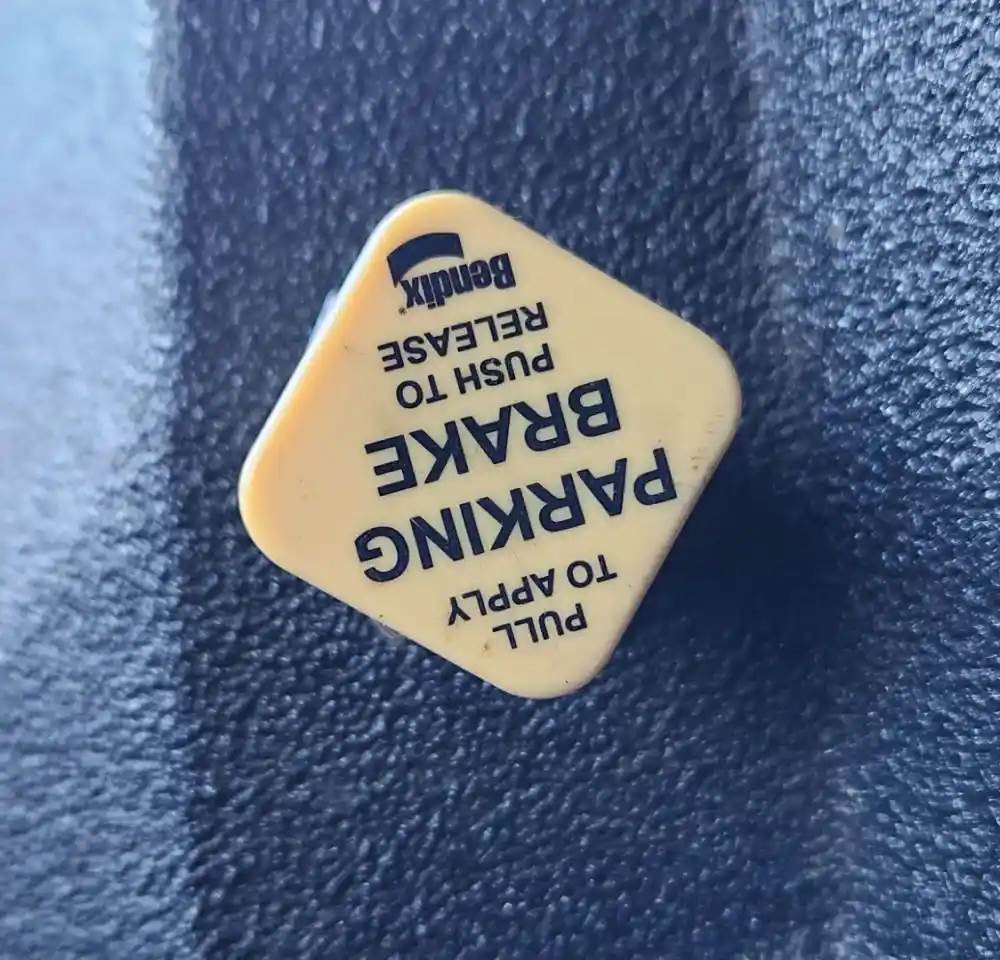 PULL
TO APPLY
PARKING
BRAKE
PUSH TO
RELEASE
Bendix®